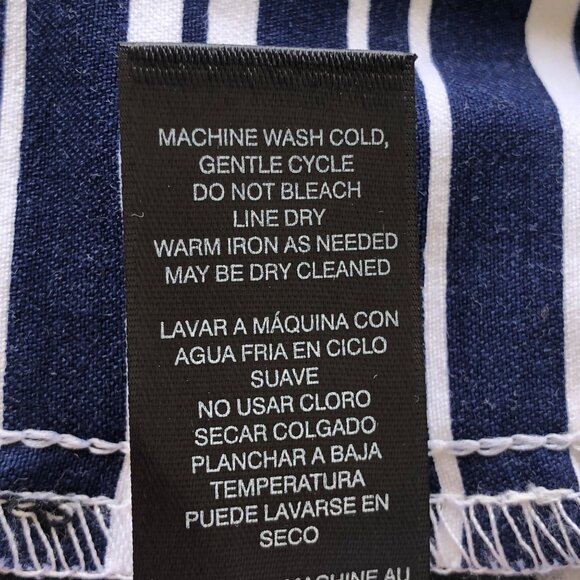 MACHINE WASH COLD,
GENTLE CYCLE
DO NOT BLEACH
LINE DRY
WARM IRON AS NEEDED
MAY BE DRY CLEANED
LAVAR A MÁQUINA CON
AGUA FRIA EN CICLO
SUAVE
NO USAR CLORO
SECAR COLGADO
PLANCHAR A BAJA
TEMPERATURA
PUEDE LAVARSE EN
SECO
MACHINE AU